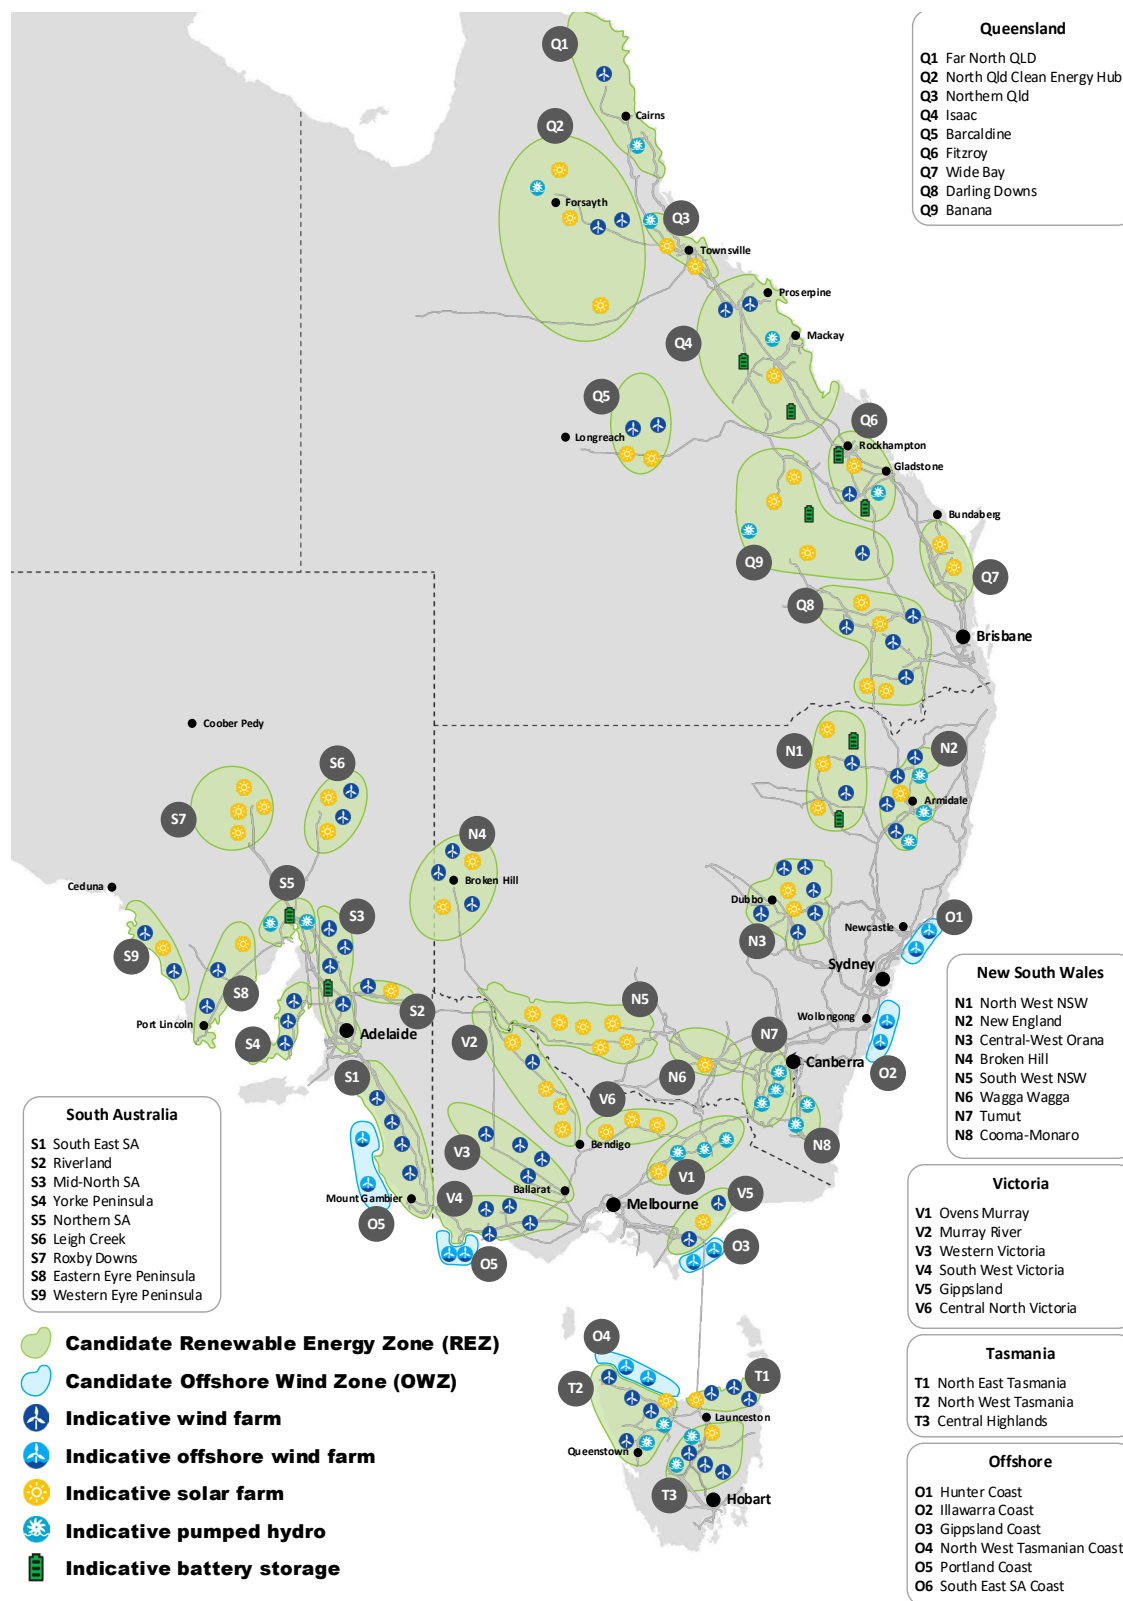 Queensland
Q1 Far North QLD
Q2 North Qld Clean Energy Hub
Q3 Northern Qld
Q4 Isaac
Q5 Barcaldine
Q6 Fitzroy
Q7 Wide Bay
Q8 Darling Downs
Q9 Banana
Q1
Cairns
Q2
Forsayth
Q3
Townsville
Proserpine
Q4
Mackay
Q5
Longreach
Q6
Rockhampton
Gladstone
Bundaberg
Q9
Q7
Q8
Brisbane
Coober Pedy
N1
N2
S6
S7
Armidale
N4
Broken Hill
Ceduna
S5
S3
Dubbo
N3
Newcastle
O1
S9
Sydney
S8
S2
N5
Wollongong
Port Lincoln
Adelaide
S4
V2
N7
Canberra
O2
S1
N6
V6
New South Wales
N1 North West NSW
N2 New England
N3 Central-West Orana
N4 Broken Hill
N5 South West NSW
N6 Wagga Wagga
N7 Tumut
N8 Cooma-Monaro
South Australia
S1 South East SA
S2 Riverland
S3 Mid-North SA
S4 Yorke Peninsula
S5 Northern SA
S6 Leigh Creek
S7 Roxby Downs
S8 Eastern Eyre Peninsula
S9 Western Eyre Peninsula
V3
Bendigo
N8
V1
Ballarat
Mount Gambier
V4
V5
Melbourne
O5
O3
O5
Victoria
V1 Ovens Murray
V2 Murray River
V3 Western Victoria
V4 South West Victoria
V5 Gippsland
V6 Central North Victoria
O4
T2
T1
Launceston
Queenstown
T3
Hobart
Tasmania
T1 North East Tasmania
T2 North West Tasmania
T3 Central Highlands
Offshore
O1 Hunter Coast
O2 Illawarra Coast
O3 Gippsland Coast
O4 North West Tasmanian Coast
O5 Portland Coast
O6 South East SA Coast
Candidate Renewable Energy Zone (REZ)
Candidate Offshore Wind Zone (OWZ)
Indicative wind farm
Indicative offshore wind farm
Indicative solar farm
Indicative pumped hydro
Indicative battery storage